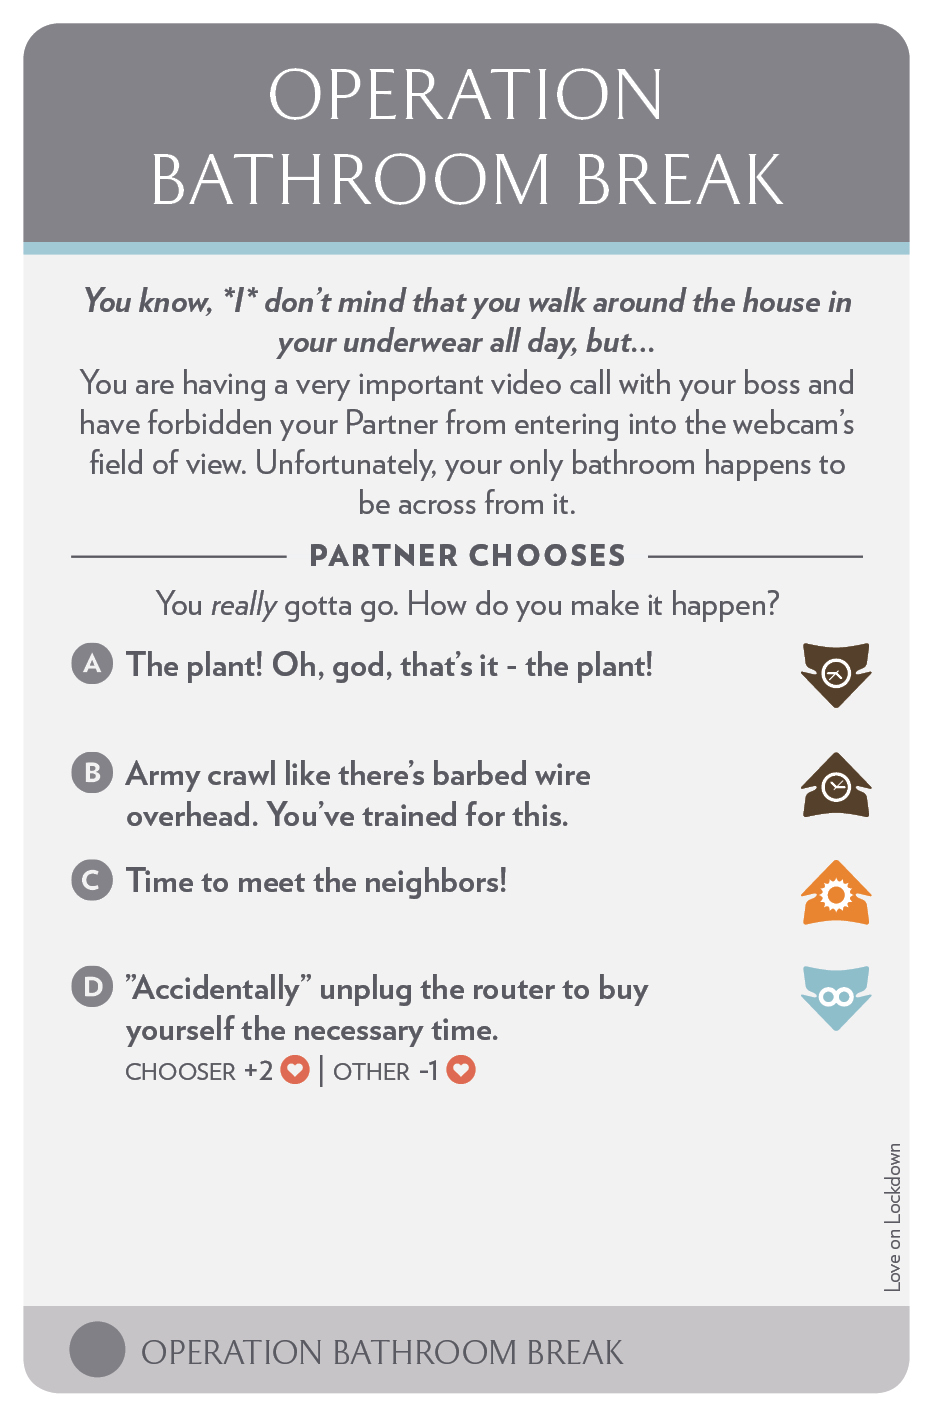 OPERATION
BATHROOM BREAK
You know, *I* don't mind that you walk around the house in
your underwear all day, but...
You are having a very important video call with your boss and
have forbidden your Partner from entering into the webcam's
field of view. Unfortunately, your only bathroom happens to
be across from it.
PARTNER CHOOSES
You really gotta go. How do you make it happen?
A The plant! Oh, god, that's it - the plant!
B Army crawl like there's barbed wire
overhead. You've trained for this.
C Time to meet the neighbors!
D ”Accidentally” unplug the router to buy
yourself the necessary time.
CHOOSER +2 | OTHER -1
Love on Lockdown
OPERATION BATHROOM BREAK